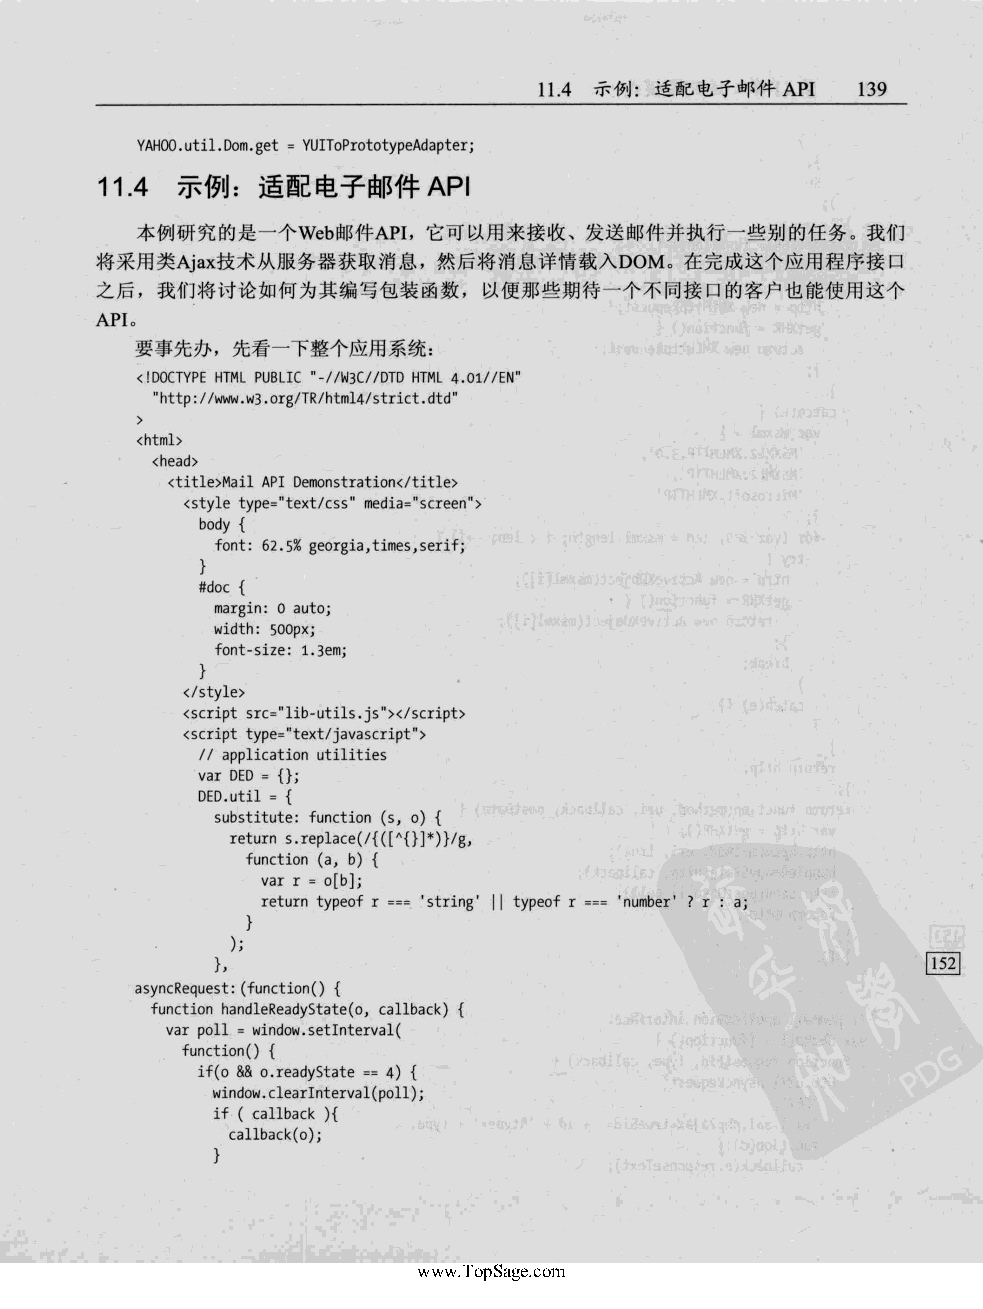 11.4 示例：适配电子邮件 API 139
YAHOO.util.Dom.get = YUIToPrototypeAdapter;
11.4 示例：适配电子邮件 API
本例研究的是一个Web邮件API，它可以用来接收、发送邮件并执行一些别的任务。我们
将采用类Ajax技术从服务器获取消息，然后将消息详情载入DOM。在完成这个应用程序接口
之后，我们将讨论如何为其编写包装函数，以便那些期待一个不同接口的客户也能使用这个
API。
要事先办，先看一下整个应用系统：
<!DOCTYPE HTML PUBLIC "-//W3C//DTD HTML 4.01//EN"
"http://www.w3.org/TR/html4/strict.dtd"
>
<html>
<head>
<title>Mail API Demonstration</title>
<style type="text/css" media="screen">
body {
font: 62.5% georgia,times,serif;
}
#doc {
margin: 0 auto;
width: 500px;
font-size: 1.3em;
}
</style>
<script src="lib-utils.js"></script>
<script type="text/javascript">
// application utilities
var DED = {};
DED.util = {
substitute: function (s, o) {
return s.replace(/{([^{}]*)}/g,
function (a, b) {
var r = o[b];
return typeof r === 'string' || typeof r === 'number' ? r : a;
}
);
},
152
asyncRequest: (function() {
function handleReadyState(o, callback) {
var poll = window.setInterval(
function() {
if(o && o.readyState == 4) {
window.clearInterval(poll);
if ( callback ){
callback(o);
}
PDG
www.TopSage.com